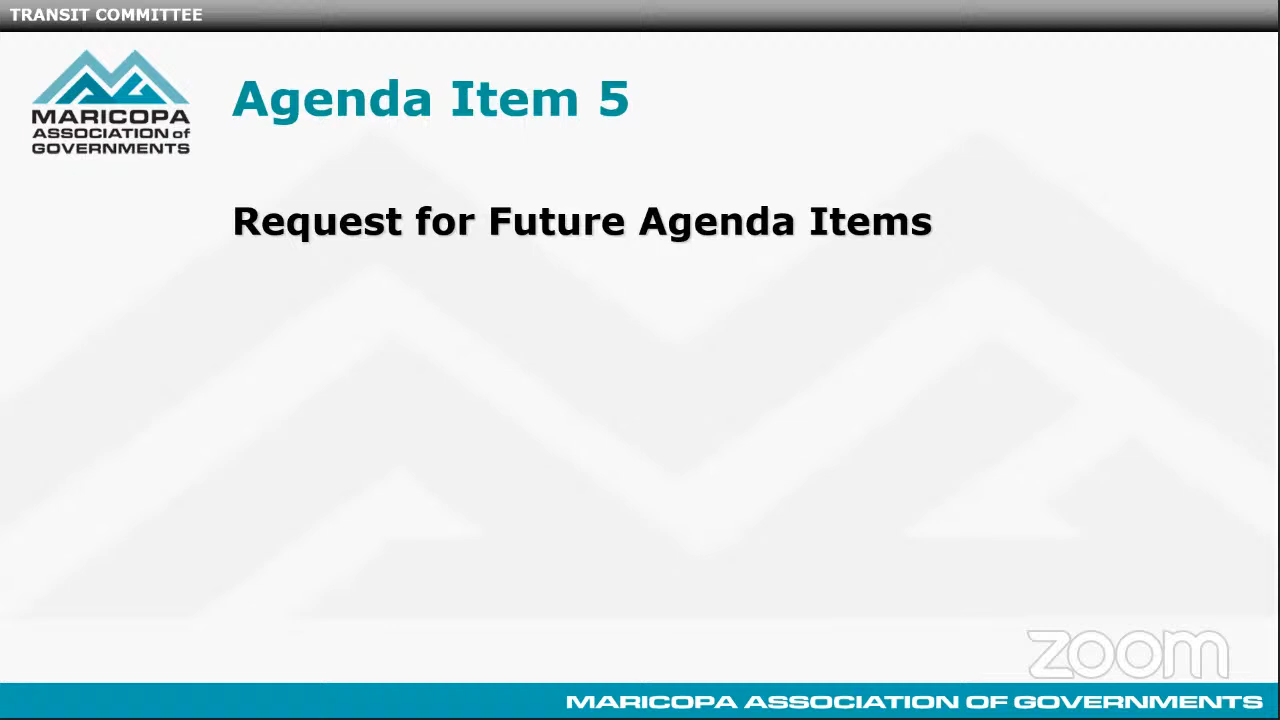 TRANSIT COMMITTEE
MARICOPA
ASSOCIATION of
GOVERNMENTS
Agenda Item 5
Request for Future Agenda Items
zoom
MARICOPA ASSOCIATION OF GOVERNMENTS